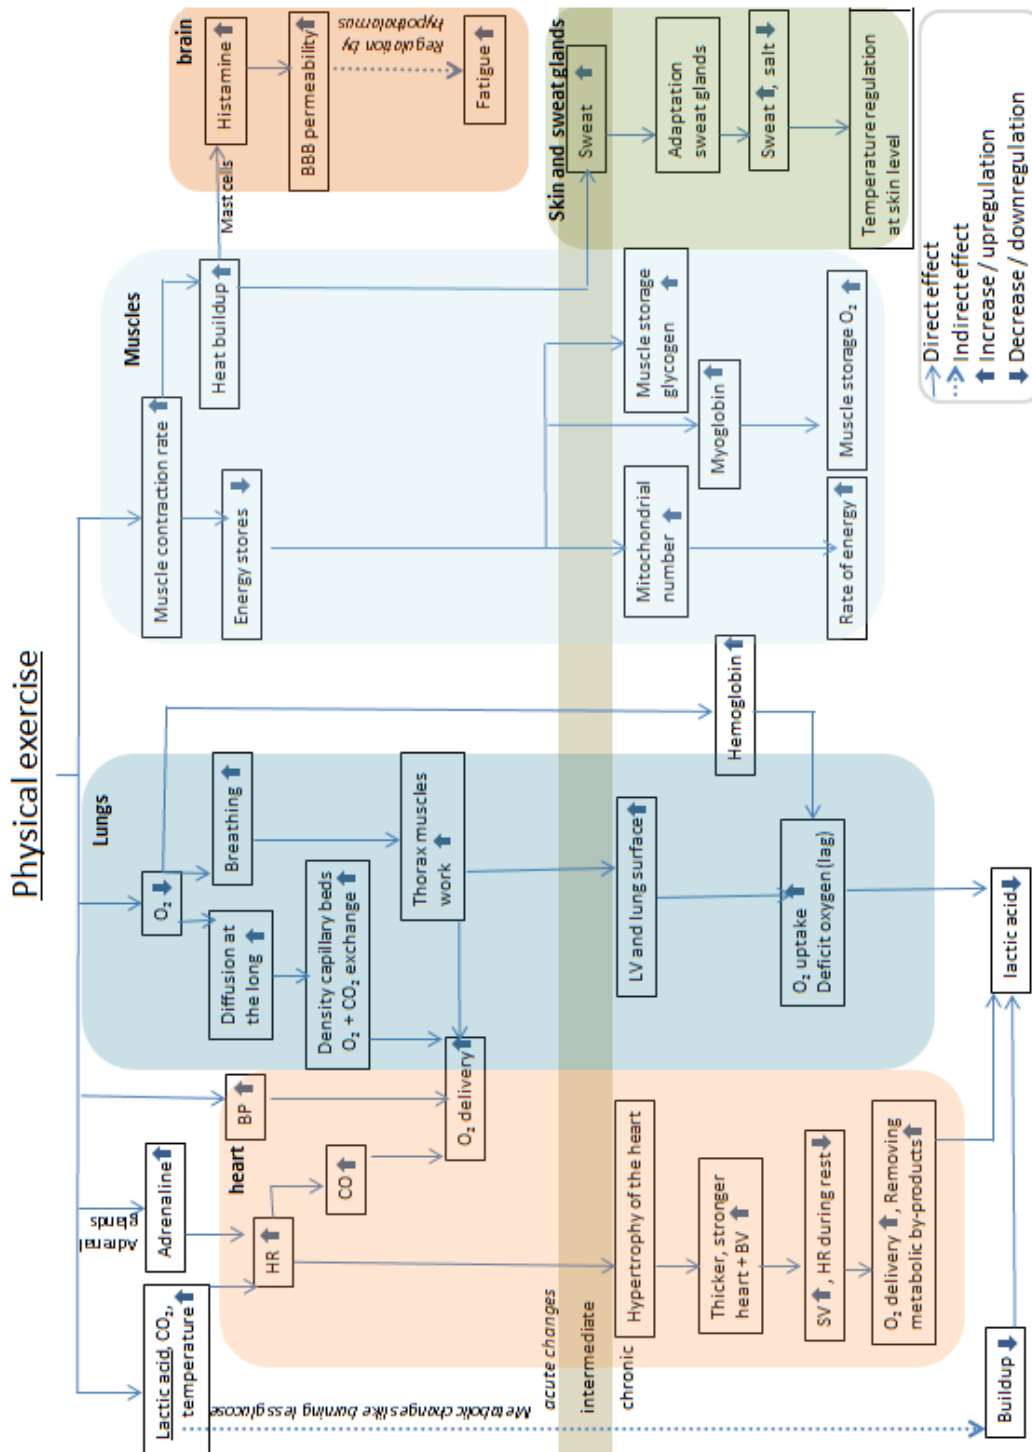 Physical exercise
Lactic acid, CO₂,
temperature
Adrenal
glands
Adrenaline
BP
heart
HR
CO
O₂ delivery
Lungs
O₂
Diffusion at
the long
Breathing
Density capillary beds
O₂ + CO₂ exchange
Thorax muscles
work
Muscles
Muscle contraction rate
Energy stores
Heat buildup
Mast cells
brain
Histamine
BBB permeability
Regulation by
hypothalamus
Fatigue
Metabolic changes like burning less glucose
acute changes
intermediate
chronic
Hypertrophy of the heart
Thicker, stronger
heart + BV
SV , HR during rest
O₂ delivery , Removing
metabolic by-products
LV and lung surface
Hemoglobin
O₂ uptake
Deficit oxygen (lag)
Mitochondrial
number
Rate of energy
Myoglobin
Muscle storage
glycogen
Muscle storage O₂
Skin and sweat glands
Sweat
Adaptation
sweat glands
Sweat , salt
Temperature regulation
at skin level
Buildup
lactic acid
Direct effect
Indirect effect
Increase / upregulation
Decrease / downregulation